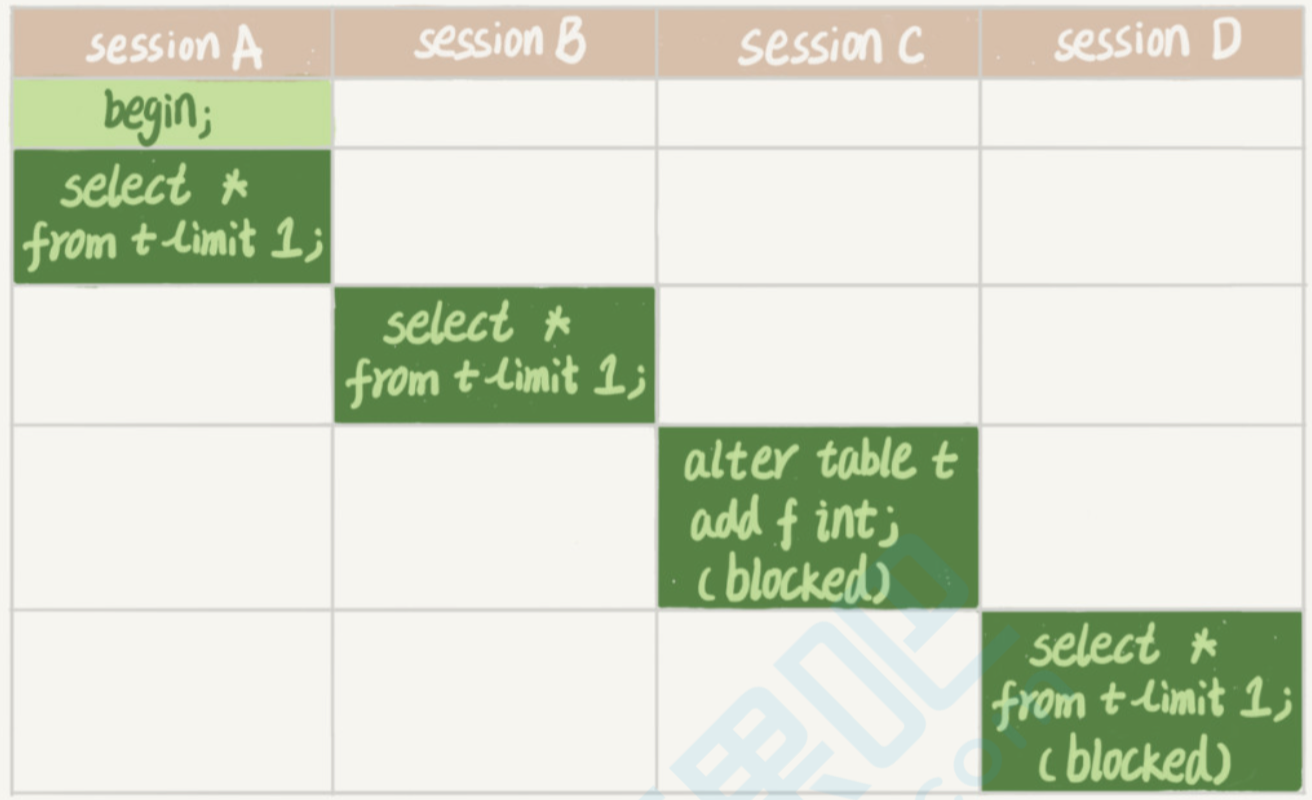 session A
session B
session C
session D
begin;
select *
from t limit 1;
select *
from t limit 1;
alter table t
add f int;
(blocked)
select *
from t limit 1;
(blocked)